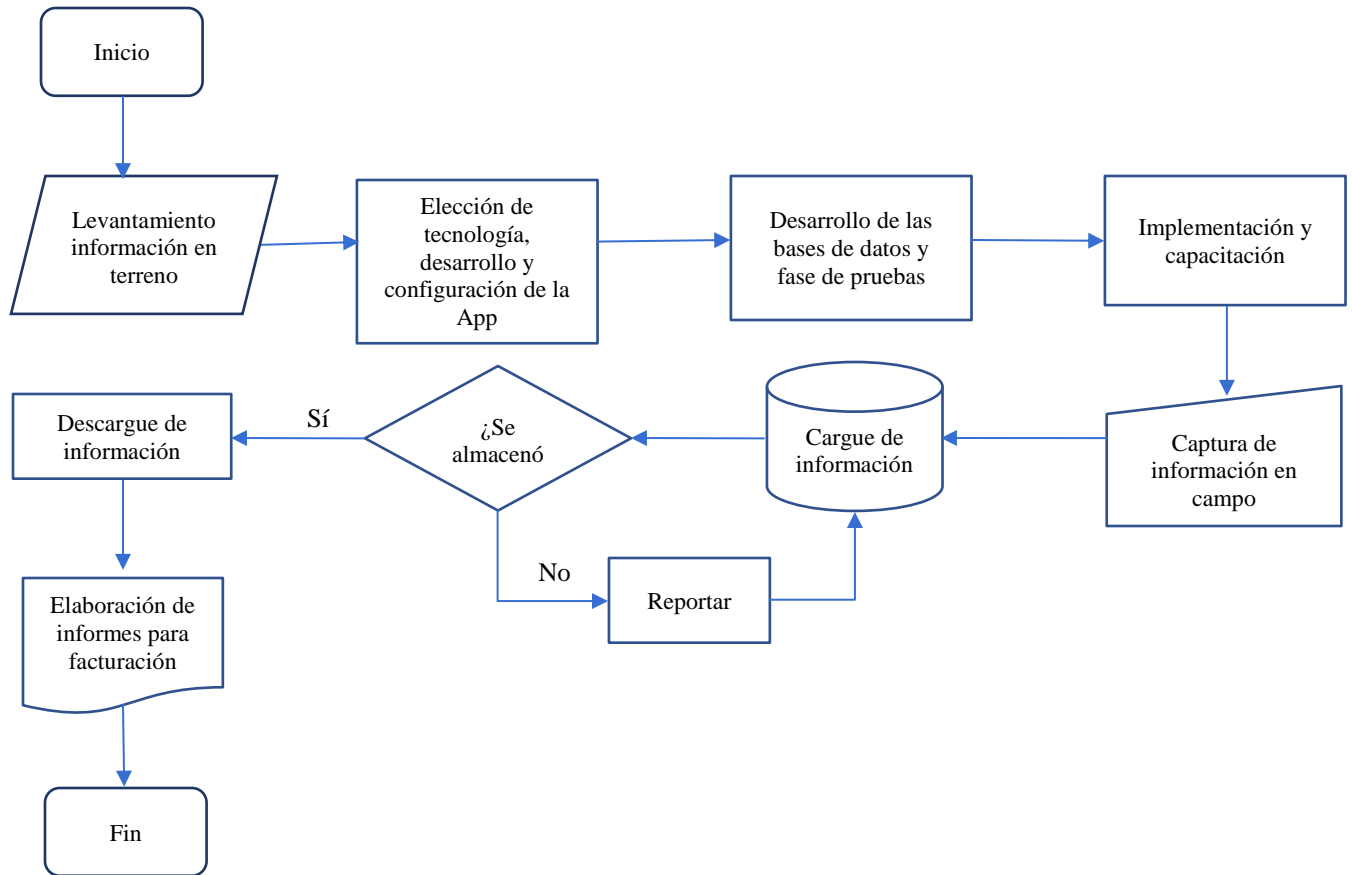 Inicio
Levantamiento
información en
terreno
Elección de
tecnología,
desarrollo y
configuración de la
App
Desarrollo de las
bases de datos y
fase de pruebas
Implementación y
capacitación
Descargue de
información
Sí
¿Se
almacenó
Cargue de
información
Captura de
información en
campo
No
Reportar
Elaboración de
informes para
facturación
Fin